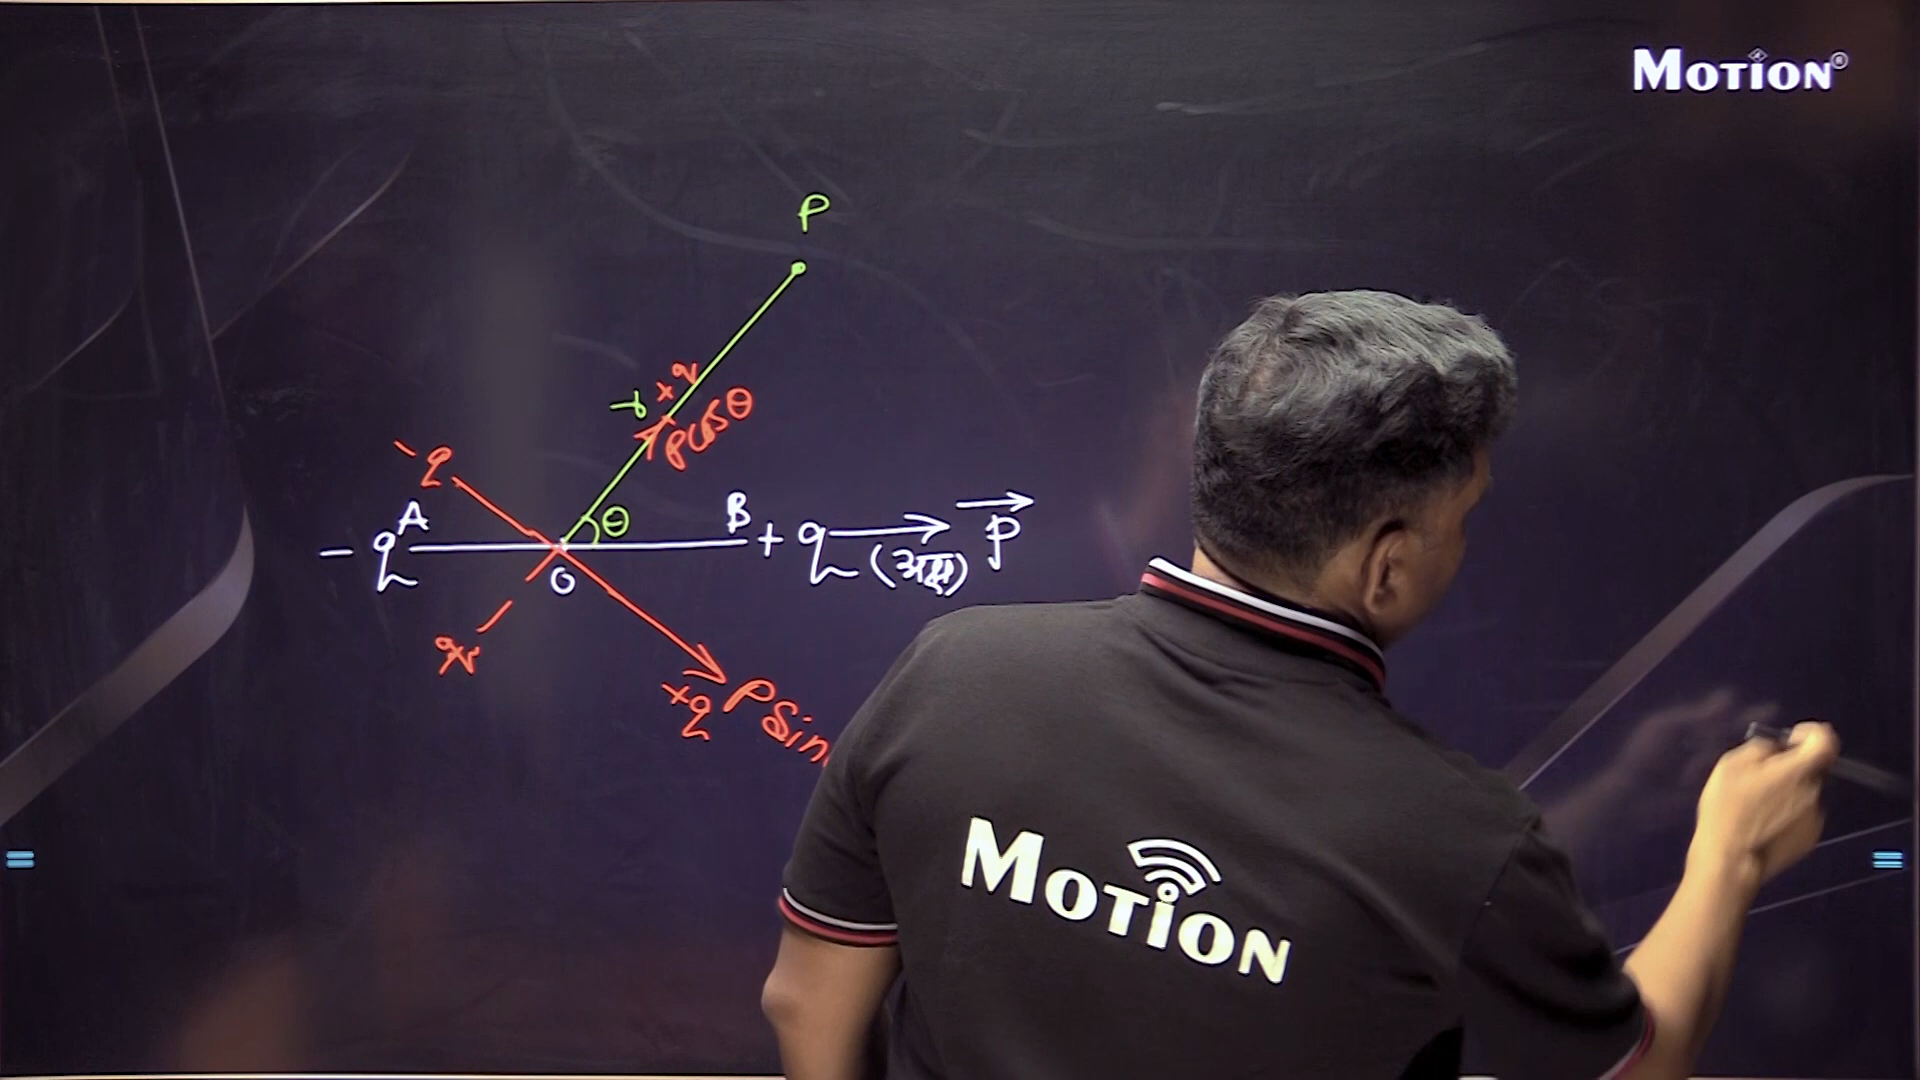 MOTION®
P
r
+q
Pcosθ
-q
A
θ
B
-q
+q
(अक्ष)
p
O
-q
+q
PSin
MOTION